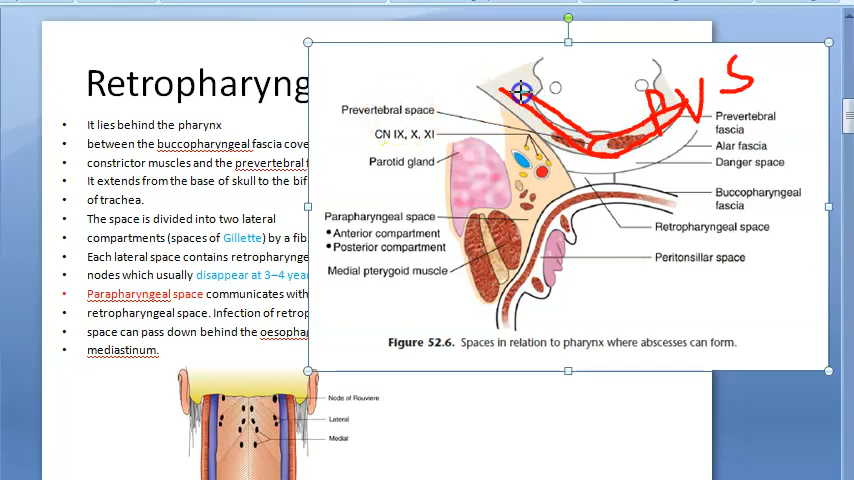 Retropharyng
It lies behind the pharynx
between the buccopharyngeal fascia cove
constrictor muscles and the prevertebral f
It extends from the base of skull to the bif
of trachea.
The space is divided into two lateral
compartments (spaces of Gillette) by a fib
Each lateral space contains retropharynge
nodes which usually disappear at 3–4 year
Parapharyngeal space communicates with
retropharyngeal space. Infection of retrop
space can pass down behind the oesophag
mediastinum.
Prevertebral space
CN IX, X, XI
Parotid gland
Parapharyngeal space
• Anterior compartment
• Posterior compartment
Medial pterygoid muscle
PVS
Prevertebral
fascia
Alar fascia
Danger space
Buccopharyngeal
fascia
Retropharyngeal space
Peritonsillar space
Figure 52.6. Spaces in relation to pharynx where abscesses can form.
Node of Rouviere
Lateral
Medial